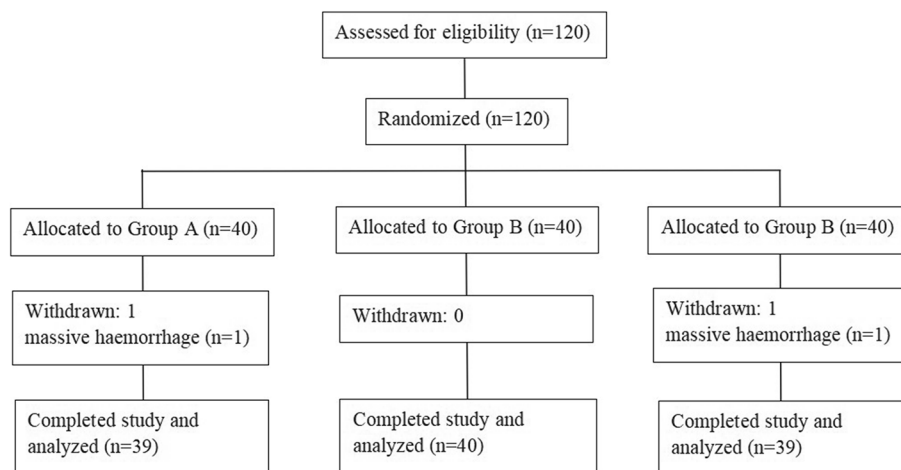 Assessed for eligibility (n=120)
Randomized (n=120)
Allocated to Group A (n=40)
Allocated to Group B (n=40)
Allocated to Group B (n=40)
Withdrawn: 1
massive haemorrhage (n=1)
Withdrawn: 0
Withdrawn: 1
massive haemorrhage (n=1)
Completed study and
analyzed (n=39)
Completed study and
analyzed (n=40)
Completed study and
analyzed (n=39)